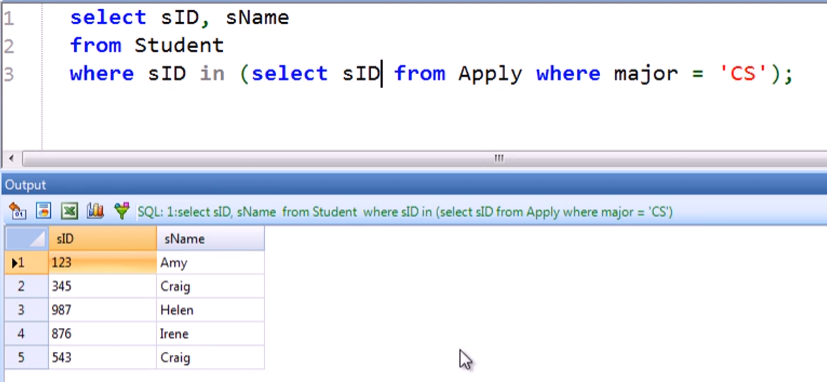 1 select sID, sName
2 from Student
3 where sID in (select sID from Apply where major = 'CS');
Output
SQL: 1:select sID, sName from Student where sID in (select sID from Apply where major = 'CS')
sID sName
1 123 Amy
2 345 Craig
3 987 Helen
4 876 Irene
5 543 Craig